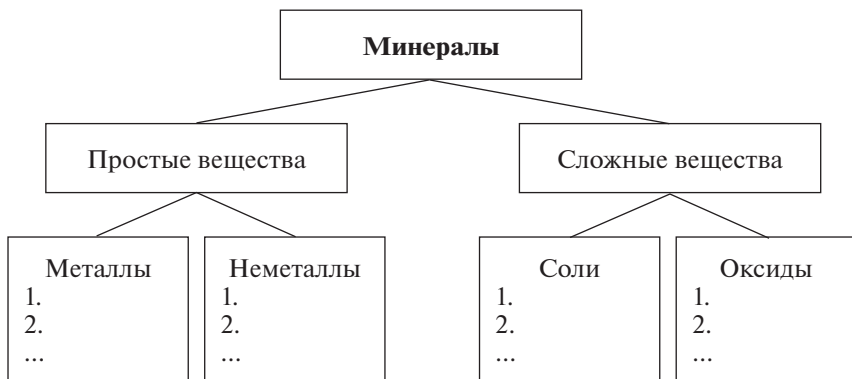 Минералы
Простые вещества
Сложные вещества
Металлы
1.
2.
...
Неметаллы
1.
2.
...
Соли
1.
2.
...
Оксиды
1.
2.
...